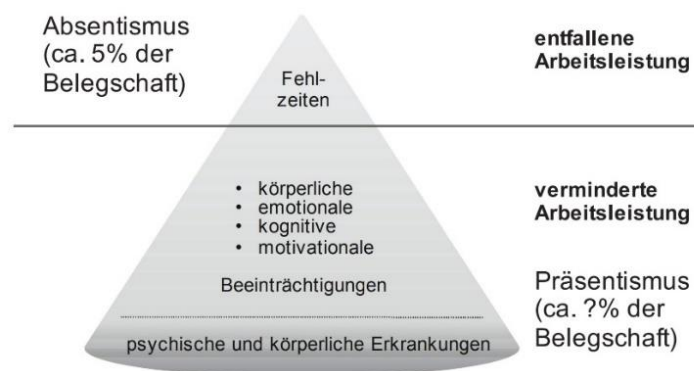 Absentismus
(ca. 5% der
Belegschaft)
entfallene
Arbeitsleistung
Fehl-
zeiten
• körperliche
• emotionale
• kognitive
• motivationale
Beeinträchtigungen
verminderte
Arbeitsleistung
Präsentismus
(ca. ?% der
Belegschaft)
psychische und körperliche Erkrankungen